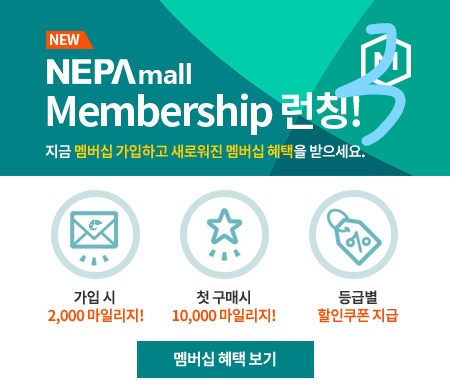 NEW
NEPA mall
Membership 런칭!
지금 멤버십 가입하고 새로워진 멤버십 혜택을 받으세요.
가입 시
2,000 마일리지!
첫 구매시
10,000 마일리지!
등급별
할인쿠폰 지급
멤버십 혜택 보기